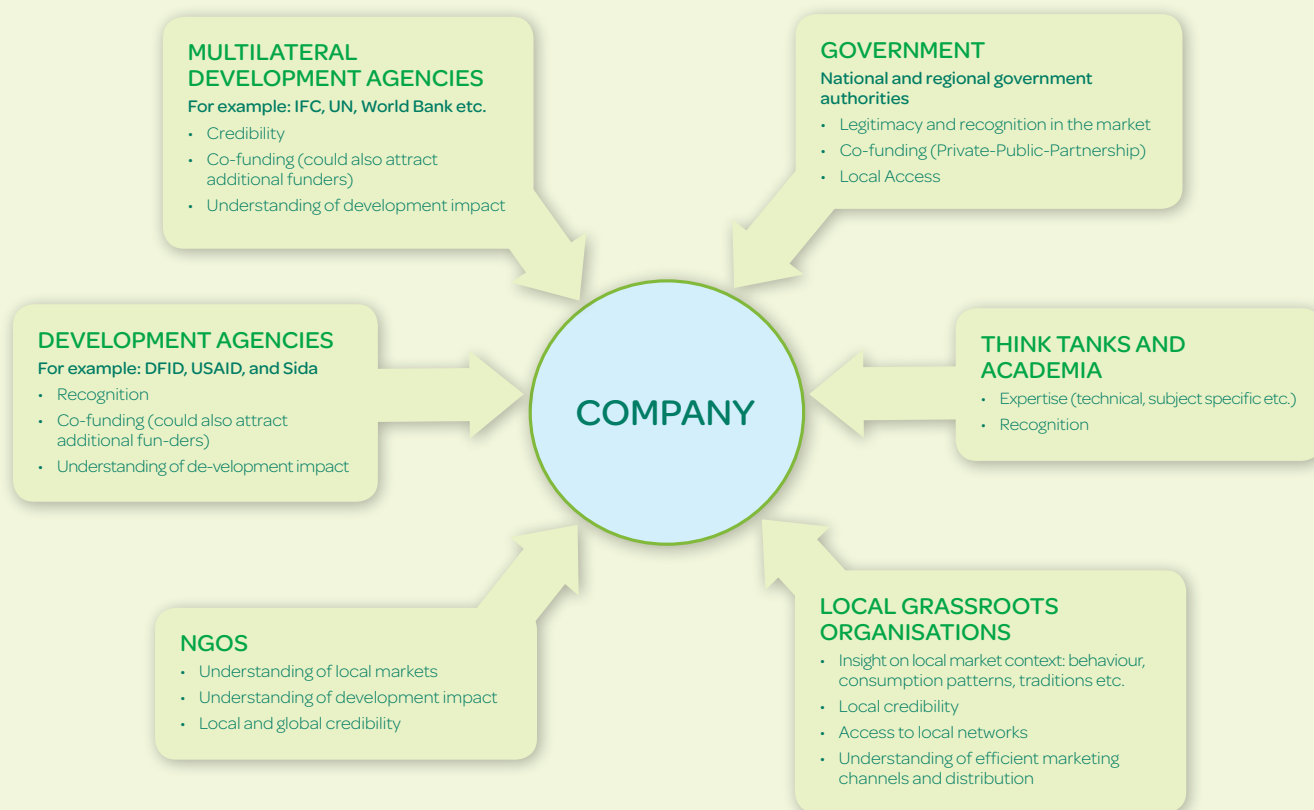 MULTILATERAL
DEVELOPMENT AGENCIES
For example: IFC, UN, World Bank etc.
• Credibility
• Co-funding (could also attract
additional funders)
• Understanding of development impact
GOVERNMENT
National and regional government
authorities
• Legitimacy and recognition in the market
• Co-funding (Private-Public-Partnership)
• Local Access
DEVELOPMENT AGENCIES
For example: DFID, USAID, and Sida
• Recognition
• Co-funding (could also attract
additional fun-ders)
• Understanding of de-velopment impact
COMPANY
THINK TANKS AND
ACADEMIA
• Expertise (technical, subject specific etc.)
• Recognition
NGOS
• Understanding of local markets
• Understanding of development impact
• Local and global credibility
LOCAL GRASSROOTS
ORGANISATIONS
• Insight on local market context: behaviour,
consumption patterns, traditions etc.
• Local credibility
• Access to local networks
• Understanding of efficient marketing
channels and distribution